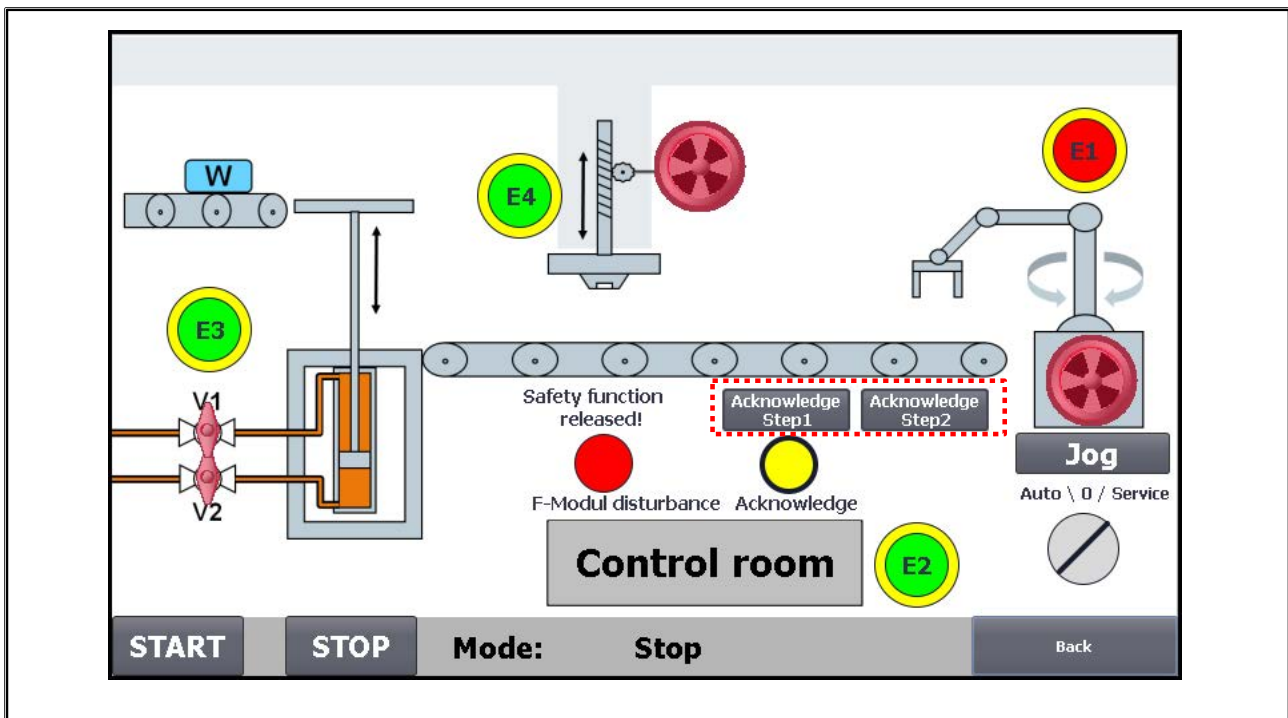 W
E4
E1
E3
V1
V2
Safety function
released!
Acknowledge
Step1
Acknowledge
Step2
Jog
F-Modul disturbance
Acknowledge
Auto \ 0 / Service
Control room
E2
START
STOP
Mode:
Stop
Back